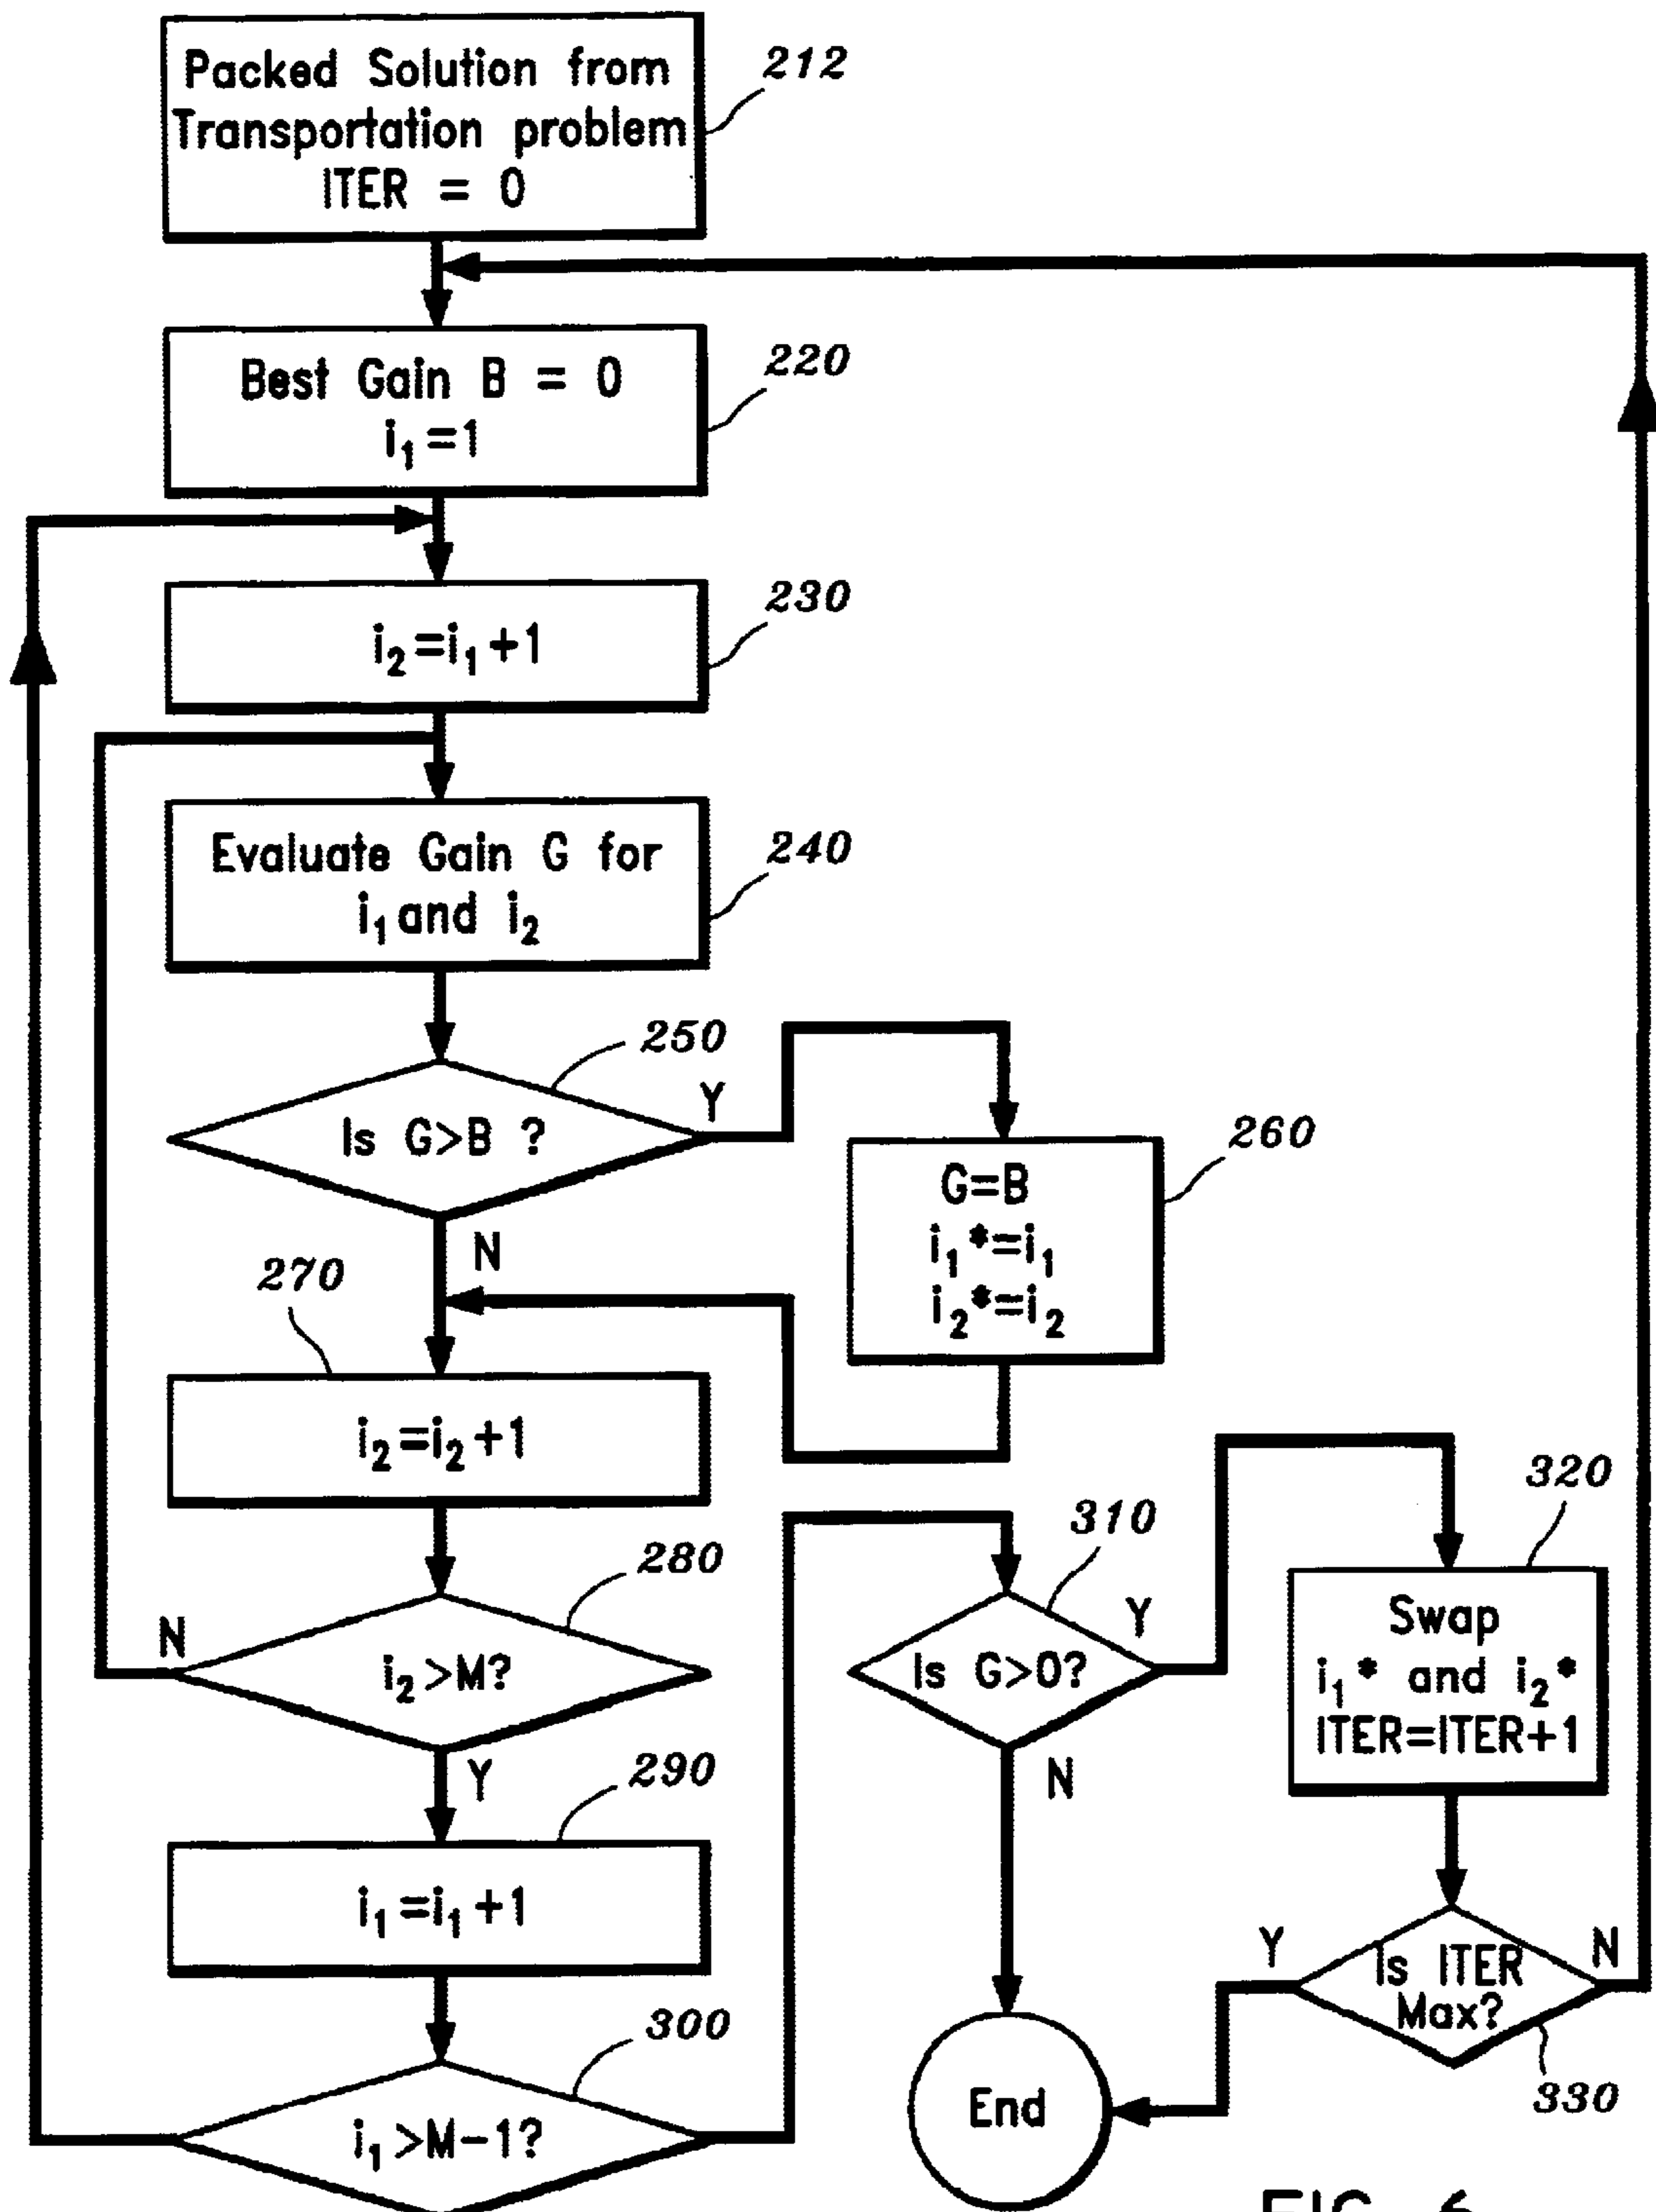 Packed Solution from
Transportation problem
ITER = 0
212
Best Gain B = 0
i₁=1
220
i₂=i₁+1
230
Evaluate Gain G for
i₁ and i₂
240
250
Is G>B ?
Y
N
G=B
i₁*=i₁
i₂*=i₂
260
270
i₂=i₂+1
280
i₂>M?
N
Y
290
i₁=i₁+1
300
i₁>M-1?
310
Is G>0?
Y
N
320
Swap
i₁* and i₂*
ITER=ITER+1
Is ITER
Max?
Y
N
330
End
FIG. 6